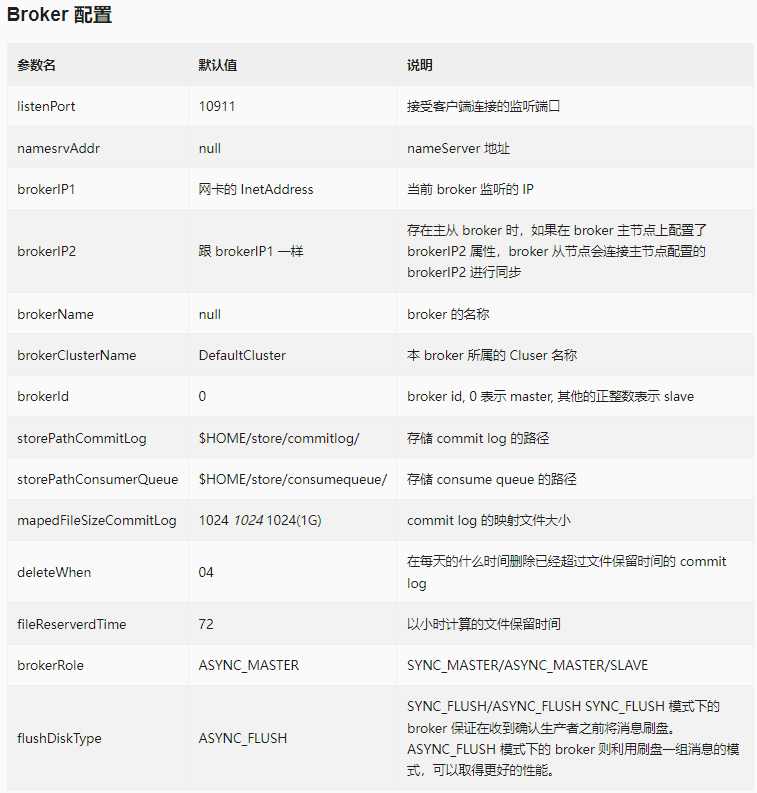 Broker 配置
参数名 默认值 说明
listenPort 10911 接受客户端连接的监听端口
namesrvAddr null nameServer 地址
brokerIP1 网卡的 InetAddress 当前 broker 监听的 IP
brokerIP2 跟 brokerIP1 一样 存在主从 broker 时，如果在 broker 主节点上配置了
brokerIP2 属性，broker 从节点会连接主节点配置的
brokerIP2 进行同步
brokerName null broker 的名称
brokerClusterName DefaultCluster 本 broker 所属的 Cluser 名称
brokerId 0 broker id, 0 表示 master, 其他的正整数表示 slave
storePathCommitLog $HOME/store/commitlog/ 存储 commit log 的路径
storePathConsumerQueue $HOME/store/consumequeue/ 存储 consume queue 的路径
mapedFileSizeCommitLog 1024 1024 1024(1G) commit log 的映射文件大小
deleteWhen 04 在每天的什么时间删除已经超过文件保留时间的 commit
log
fileReserverdTime 72 以小时计算的文件保留时间
brokerRole ASYNC_MASTER SYNC_MASTER/ASYNC_MASTER/SLAVE
flushDiskType ASYNC_FLUSH SYNC_FLUSH/ASYNC_FLUSH SYNC_FLUSH 模式下的
broker 保证在收到确认生产者之前将消息刷盘。
ASYNC_FLUSH 模式下的 broker 则利用刷盘一组消息的模
式，可以取得更好的性能。